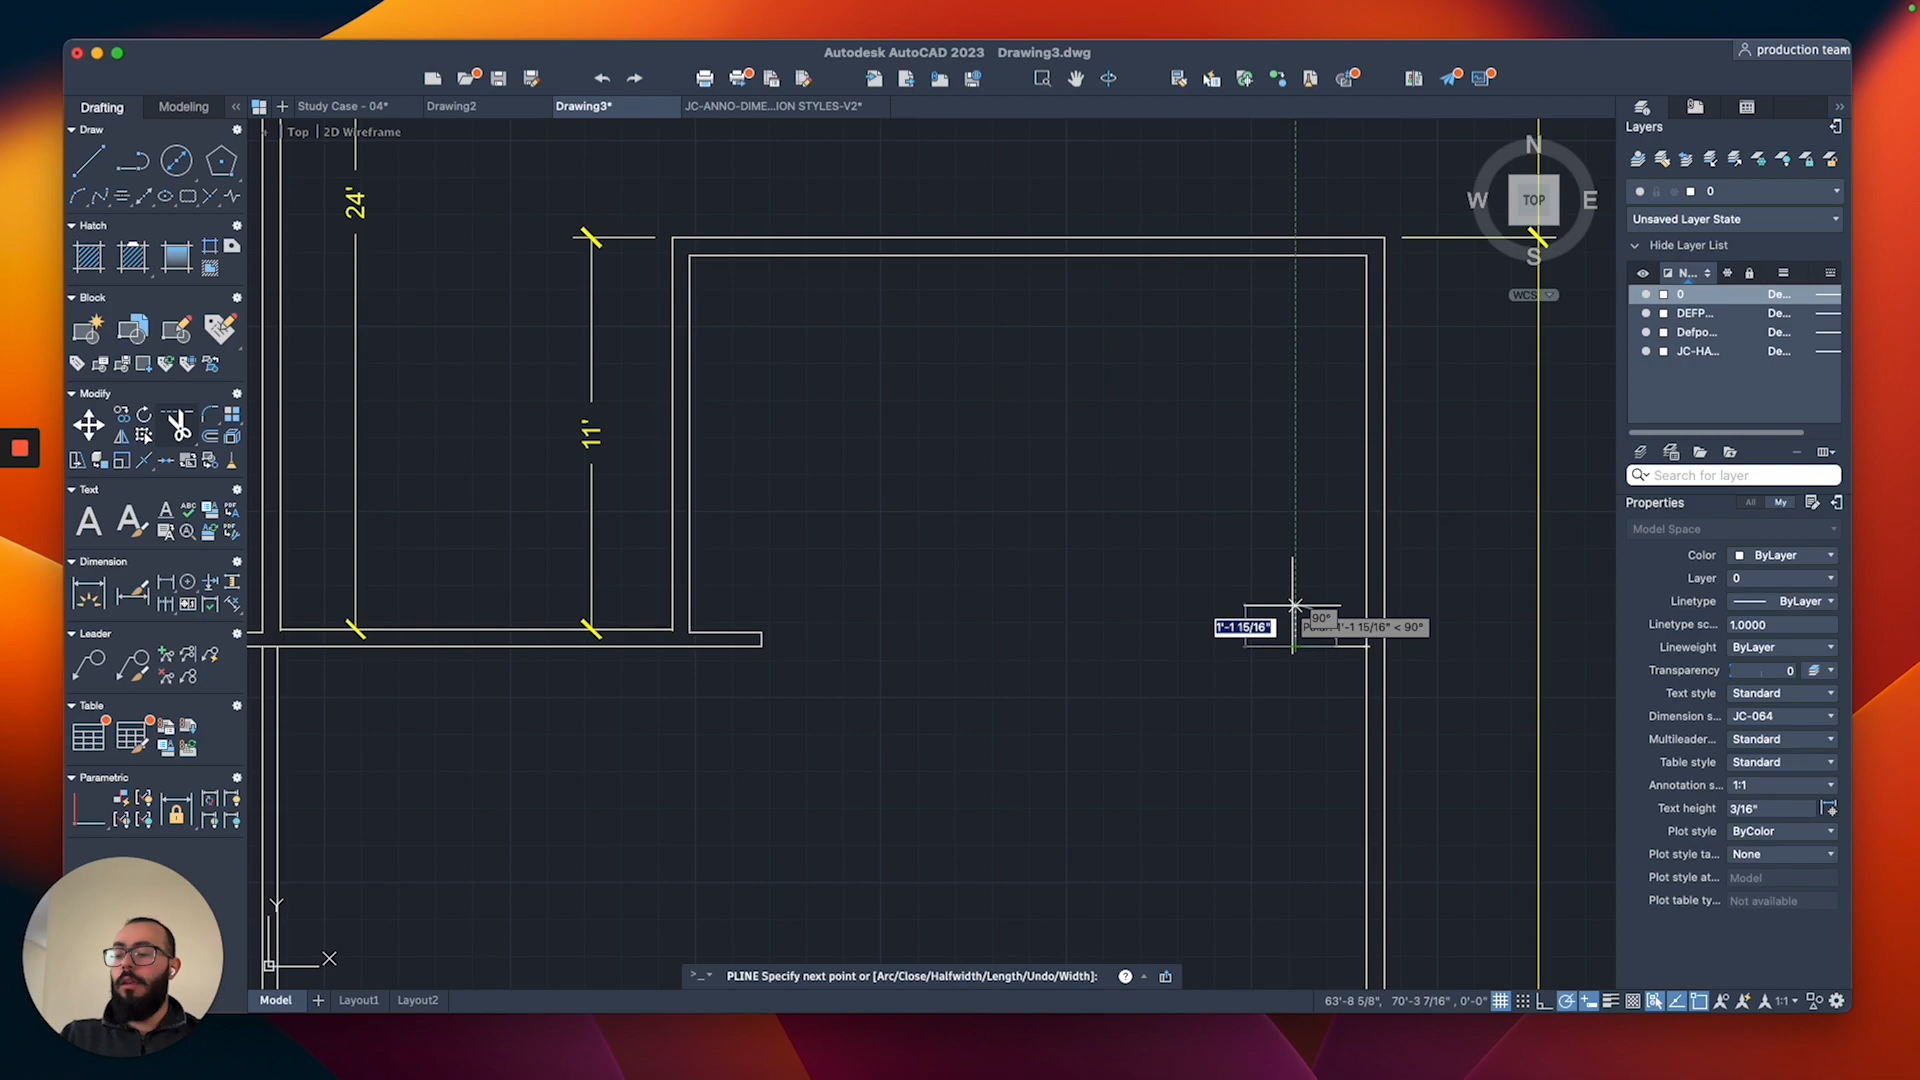 Autodesk AutoCAD 2023 Drawing3.dwg
production team
Drafting
Modeling
Study Case - 04*
Drawing2
Drawing3*
JC-ANNO-DIME...ION STYLES-V2*
Top
2D Wireframe
Draw
Hatch
Block
Modify
Text
A
ABC
PDF
PDF
Dimension
Leader
Table
Parametric
24'
11'
N
W
TOP
E
S
WCS
1'-1 15/16"
90°
1'-1 15/16" < 90°
Y
X
PLINE Specify next point or [Arc/Close/Halfwidth/Length/Undo/Width]:
Model
Layout1
Layout2
63'-8 5/8", 70'-3 7/16", 0'-0"
1:1
Layers
0
Unsaved Layer State
Hide Layer List
N...
0 De...
DEFP... De...
Defpo... De...
JC-HA... De...
Search for layer
Properties
All
My
Model Space
Color ByLayer
Layer 0
Linetype ByLayer
Linetype sc... 1.0000
Lineweight ByLayer
Transparency 0
Text style Standard
Dimension s... JC-064
Multileader... Standard
Table style Standard
Annotation s... 1:1
Text height 3/16"
Plot style ByColor
Plot style ta... None
Plot style at... Model
Plot table ty... Not available